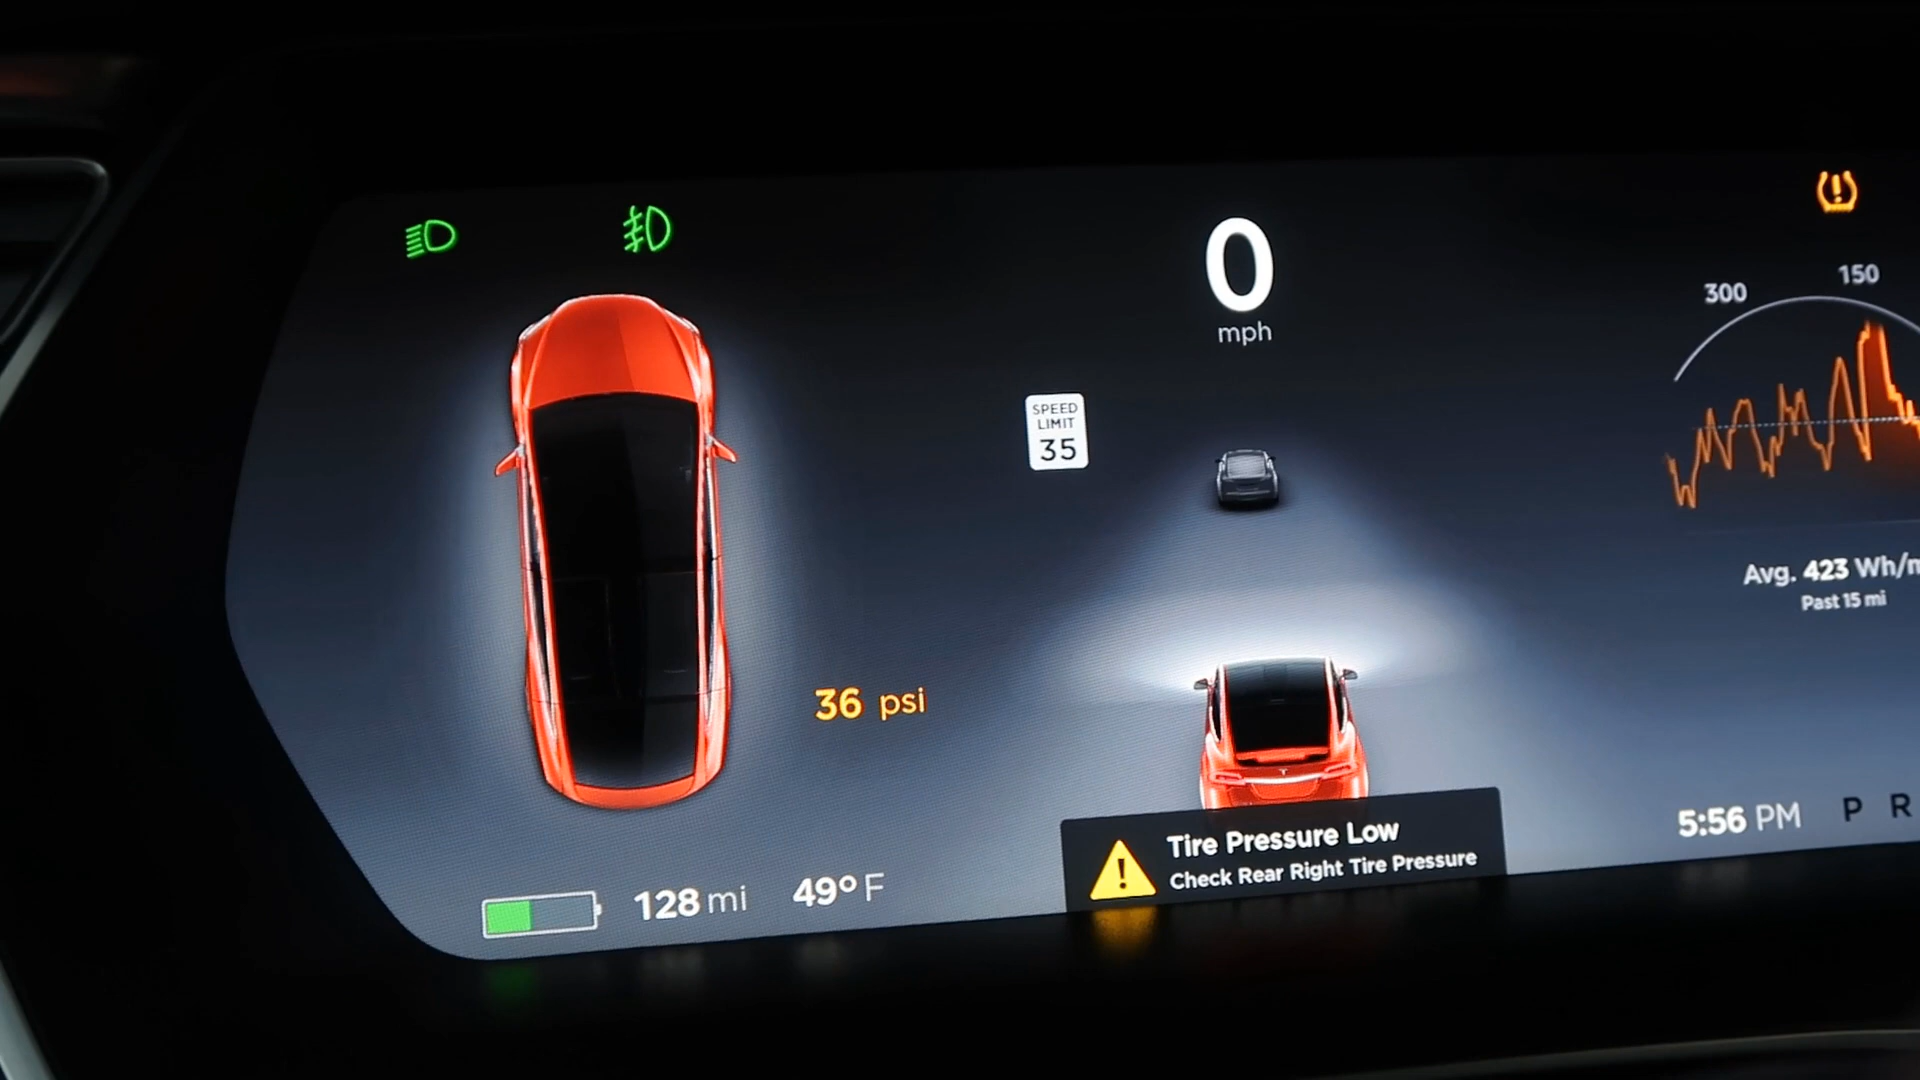 0
mph
SPEED
LIMIT
35
300
150
Avg. 423 Wh/m
Past 15 mi
36 psi
5:56 PM P R
Tire Pressure Low
Check Rear Right Tire Pressure
128 mi 49° F